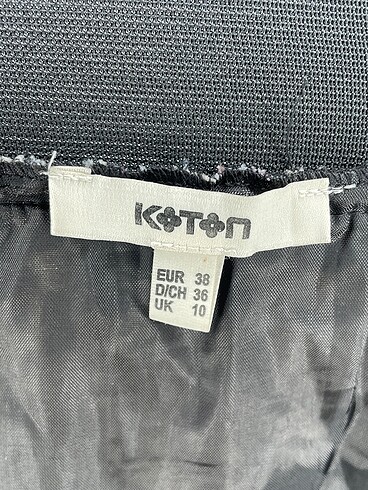 KOTON
EUR 38
D/CH 36
UK 10